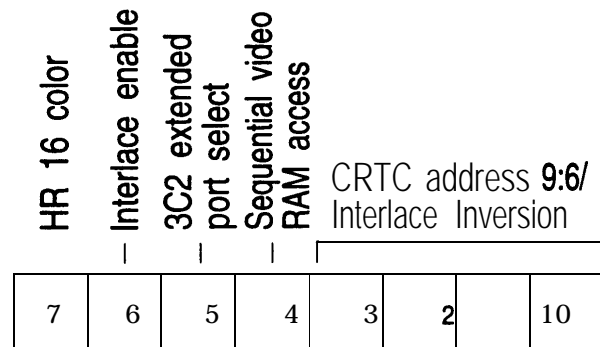 HR 16 color
Interlace enable
3C2 extended
port select
Sequential video
RAM access
CRTC address 9:6/
Interlace Inversion
7 6 5 4 3 2 10